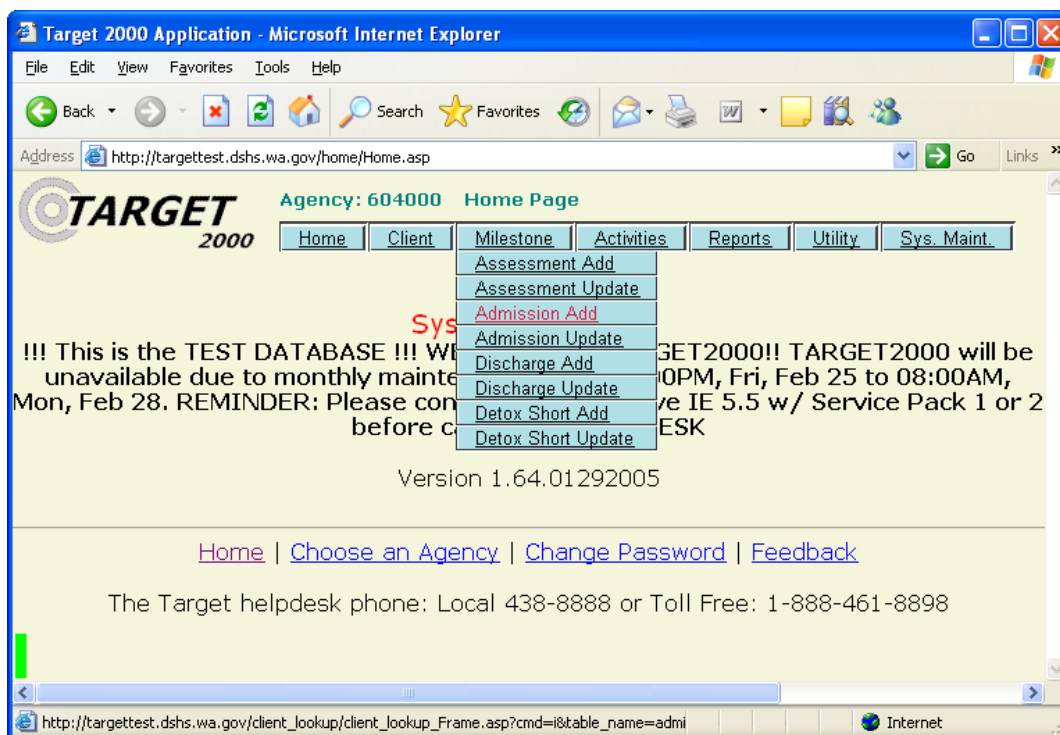 Target 2000 Application - Microsoft Internet Explorer
File Edit View Favorites Tools Help
Back Search Favorites
Address http://targettest.dshs.wa.gov/home/Home.asp Go Links »
TARGET 2000
Agency: 604000 Home Page
Home Client Milestone Activities Reports Utility Sys. Maint.
Assessment Add
Assessment Update
Admission Add
Admission Update
Discharge Add
Discharge Update
Detox Short Add
Detox Short Update
Sys
!!! This is the TEST DATABASE !!! WE GET2000!! TARGET2000 will be
unavailable due to monthly mainte 0PM, Fri, Feb 25 to 08:00AM,
Mon, Feb 28. REMINDER: Please con ve IE 5.5 w/ Service Pack 1 or 2
before c ESK
Version 1.64.01292005
Home | Choose an Agency | Change Password | Feedback
The Target helpdesk phone: Local 438-8888 or Toll Free: 1-888-461-8898
http://targettest.dshs.wa.gov/client_lookup/client_lookup_Frame.asp?cmd=i&table_name=admi Internet